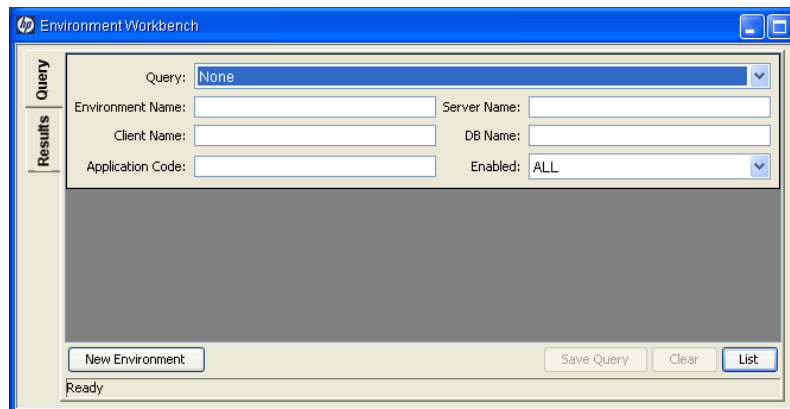 hp Environment Workbench
Query
Results
Query: None
Environment Name: Server Name:
Client Name: DB Name:
Application Code: Enabled: ALL
New Environment Save Query Clear List
Ready